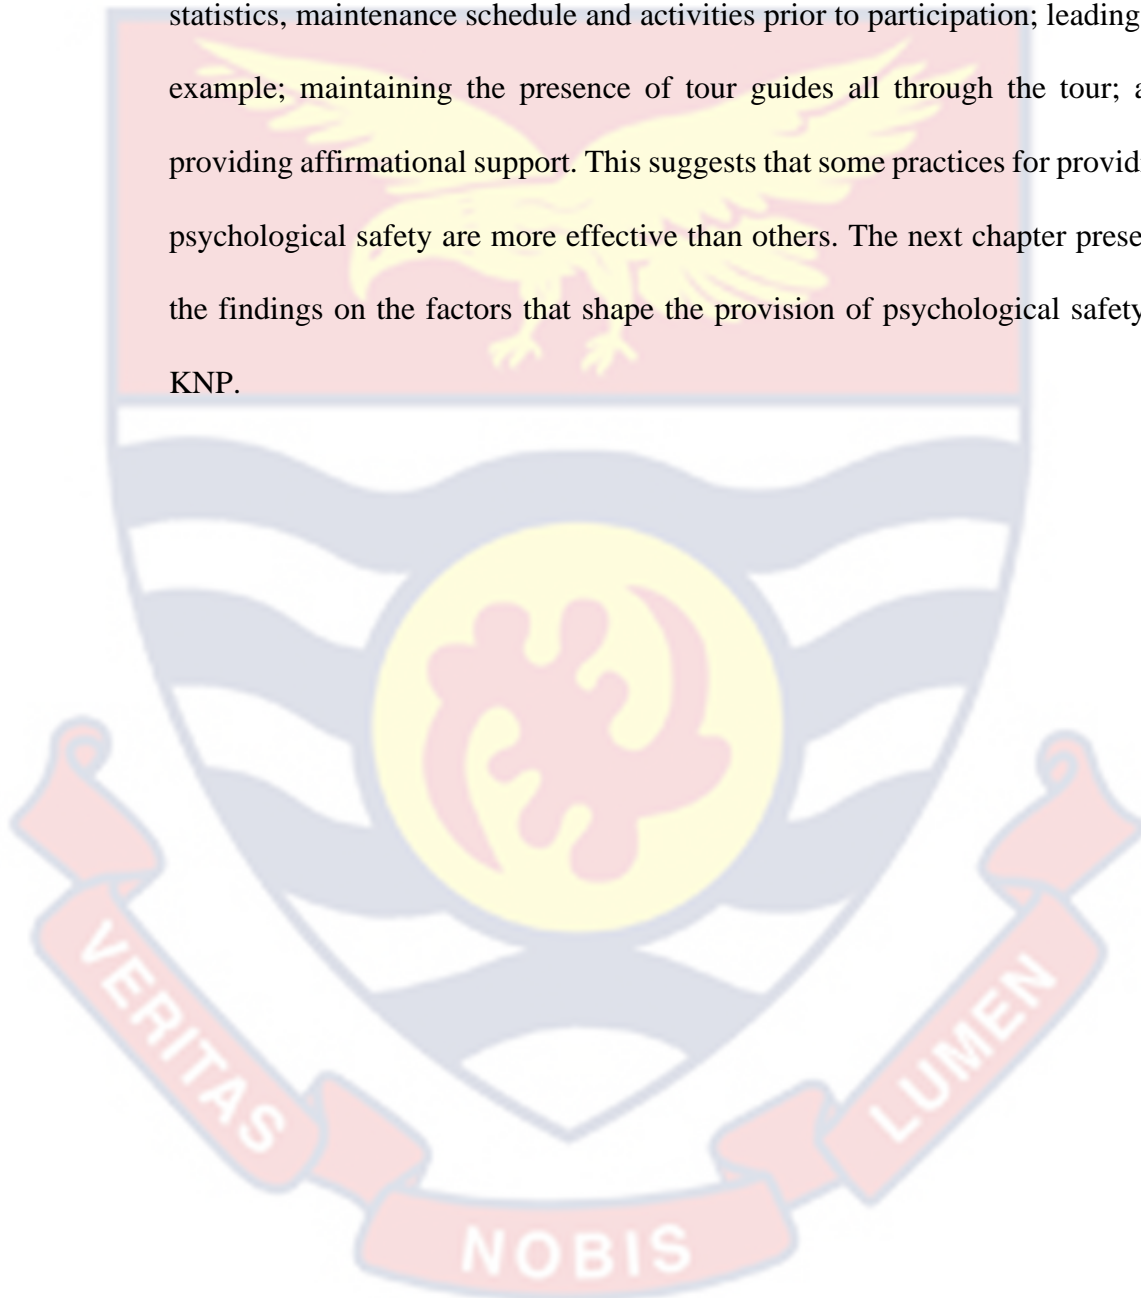 statistics, maintenance schedule and activities prior to participation; leading
example; maintaining the presence of tour guides all through the tour; a
providing affirmational support. This suggests that some practices for provid
psychological safety are more effective than others. The next chapter prese
the findings on the factors that shape the provision of psychological safety
KNP.
VERITAS
NOBIS
LUMEN